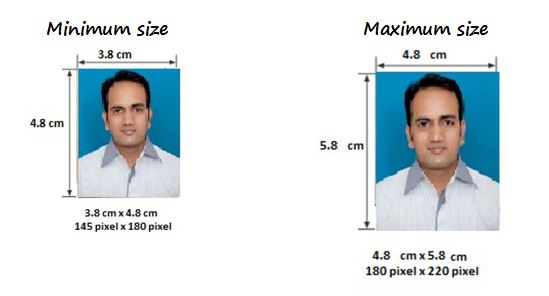 Minimum size
3.8 cm
4.8 cm
3.8 cm x 4.8 cm
145 pixel x 180 pixel
Maximum size
4.8 cm
5.8 cm
4.8 cm x 5.8 cm
180 pixel x 220 pixel